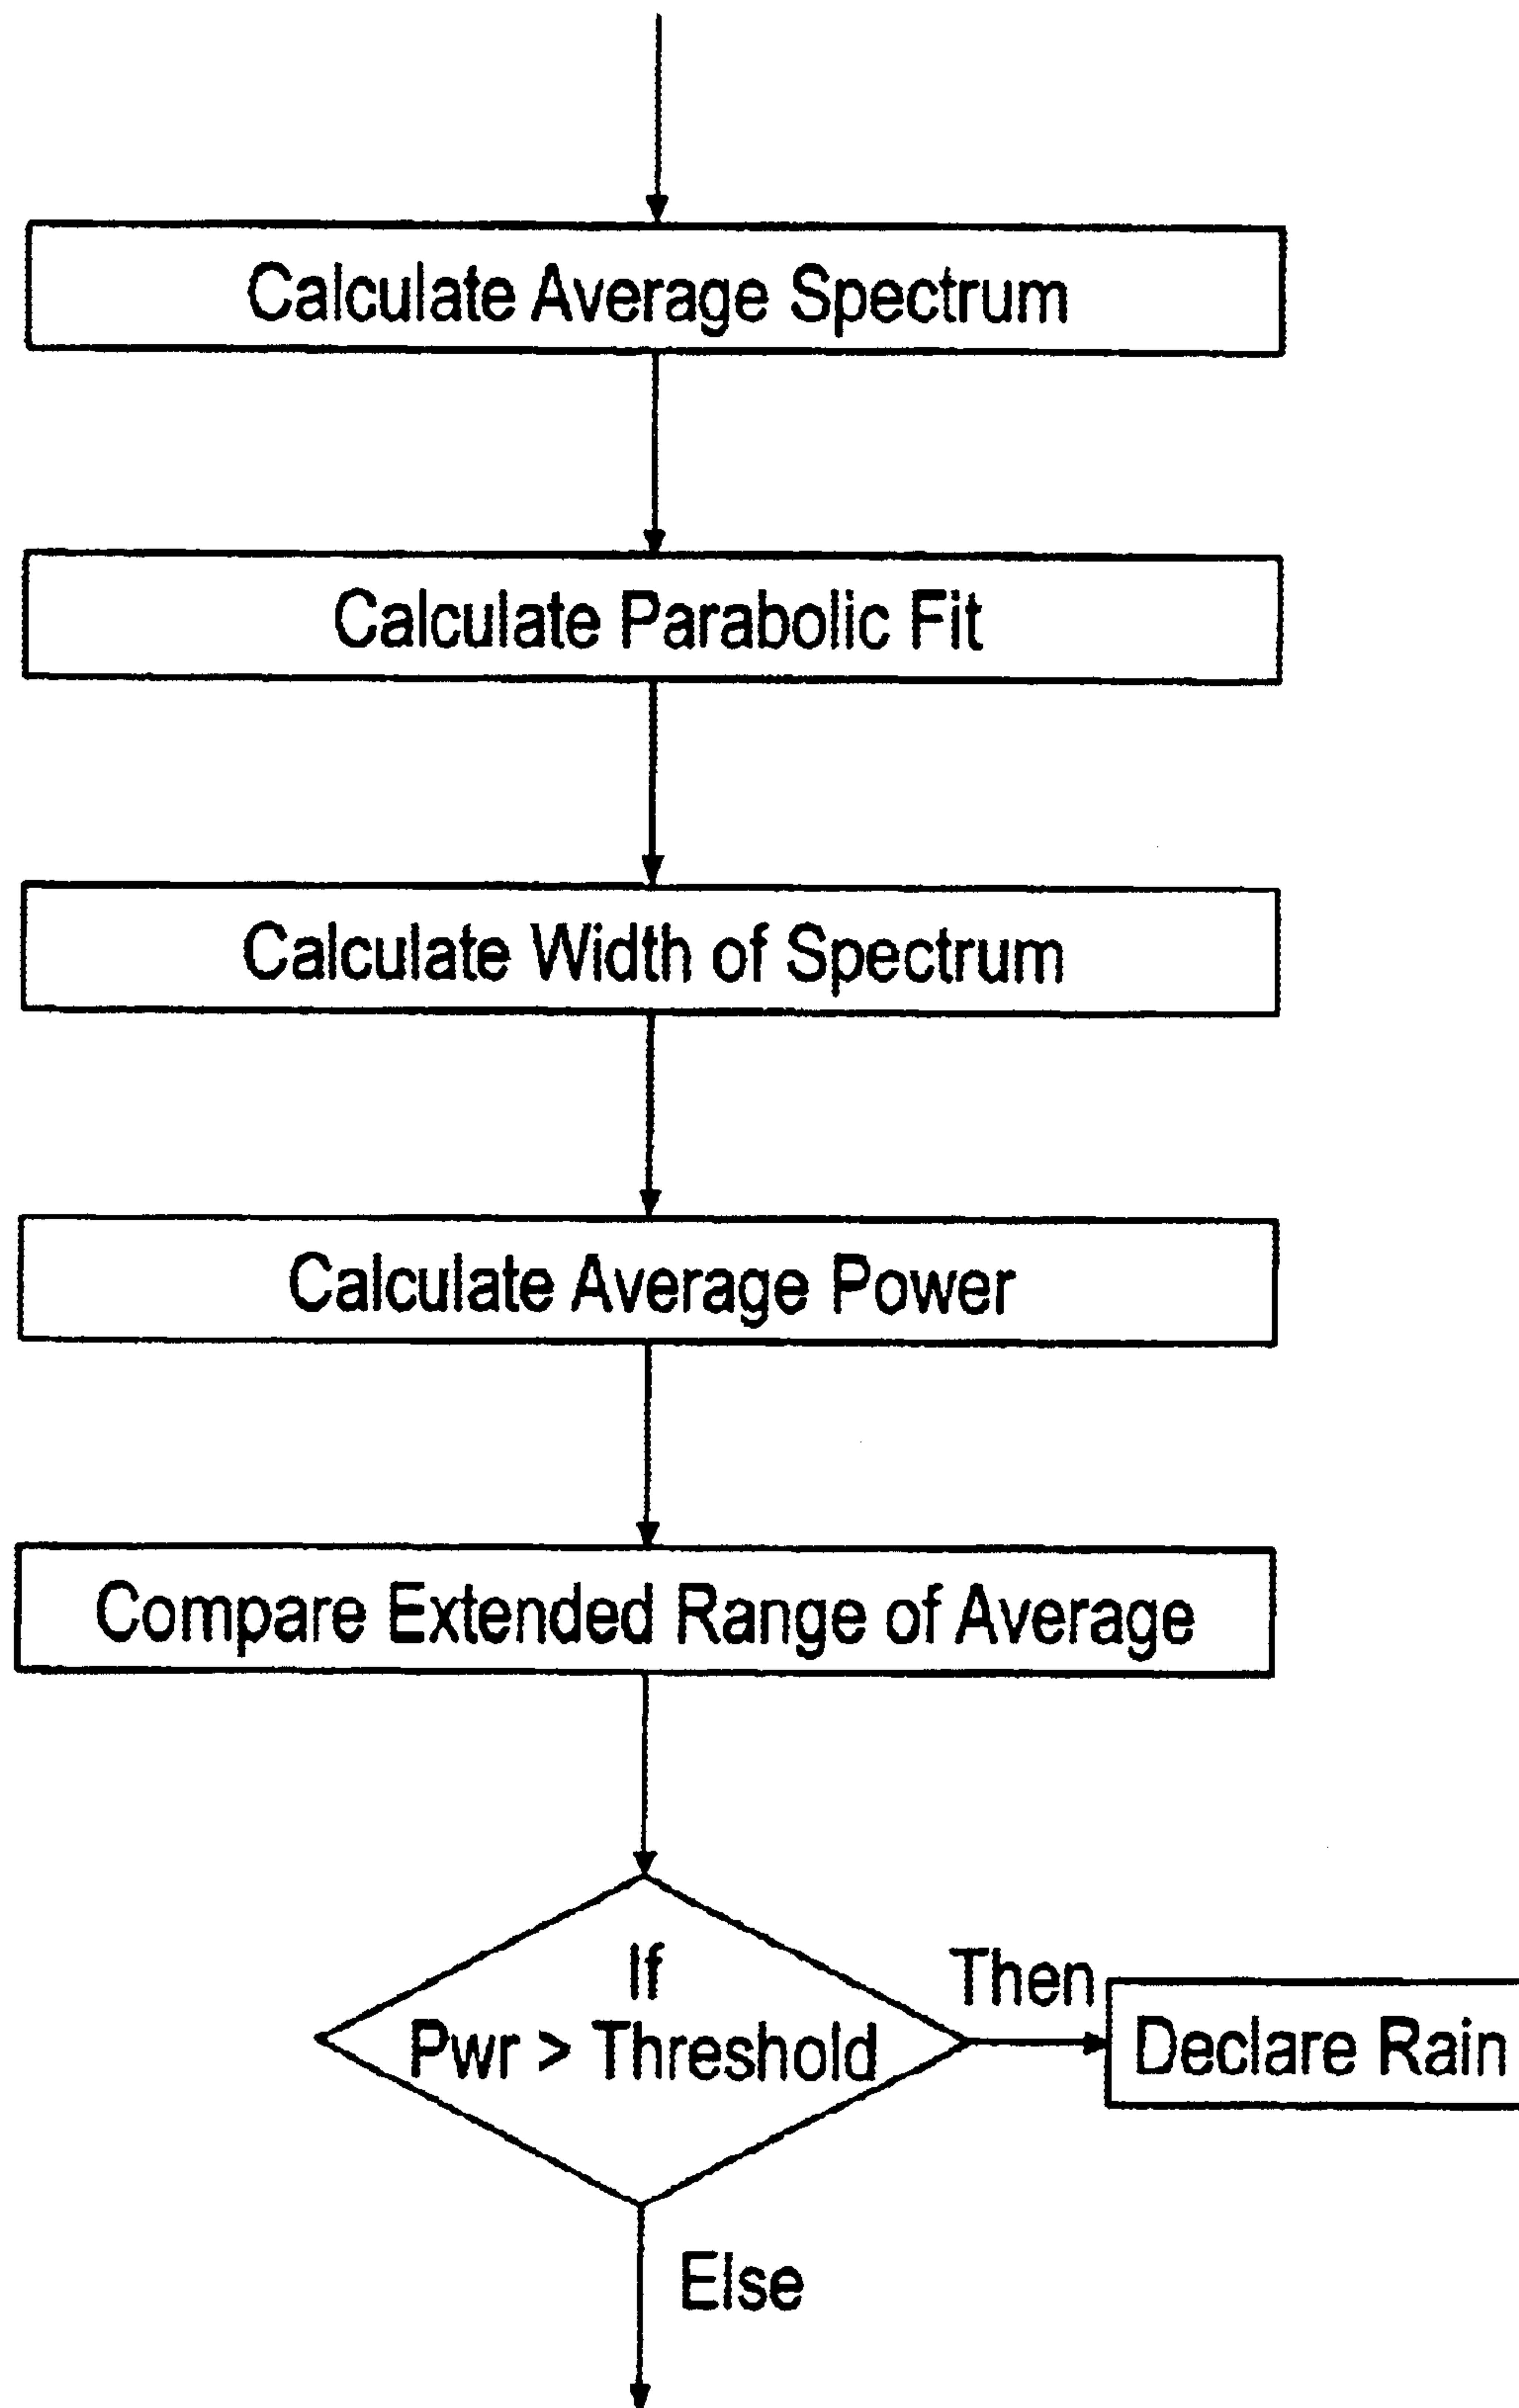 Calculate Average Spectrum
Calculate Parabolic Fit
Calculate Width of Spectrum
Calculate Average Power
Compare Extended Range of Average
If
Pwr > Threshold
Then
Declare Rain
Else